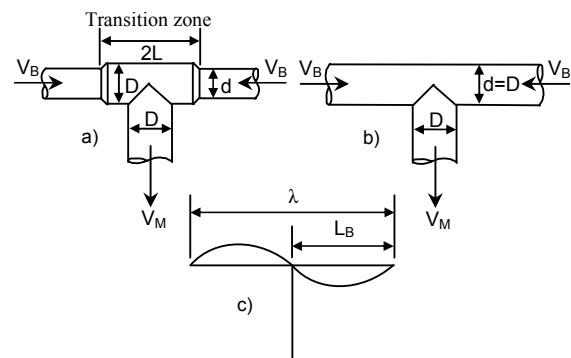 Transition zone
2L
V_B
D
d
V_B
D
a)
V_M
V_B
d=D
V_B
D
b)
V_M
λ
L_B
c)